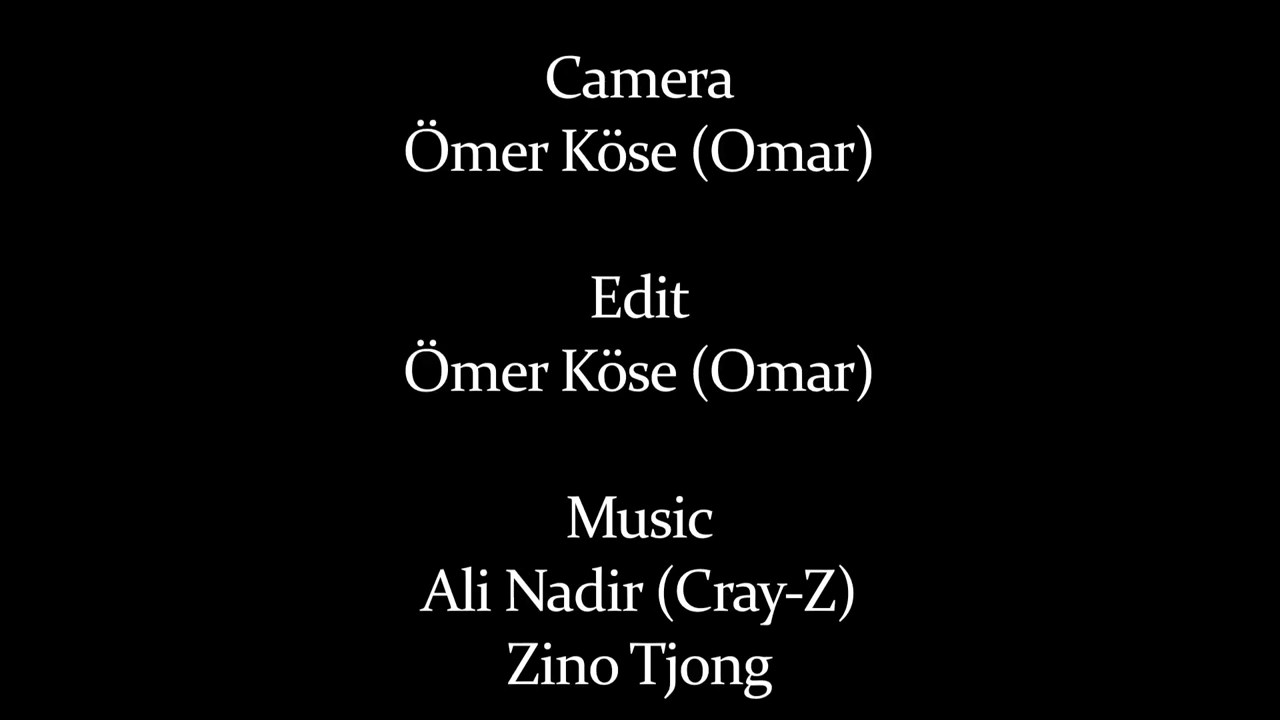 Camera
Ömer Köse (Omar)
Edit
Ömer Köse (Omar)
Music
Ali Nadir (Cray-Z)
Zino Tjong